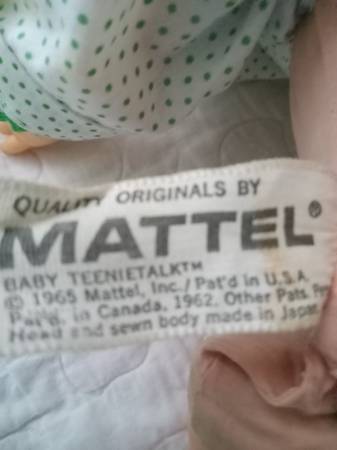 QUALITY ORIGINALS BY
MATTEL®
BABY TEENIETALK™
© 1965 Mattel, Inc./ Pat'd in U.S.A.
Pat'd. in Canada, 1962. Other Pats.
Head and sewn body made in Japan